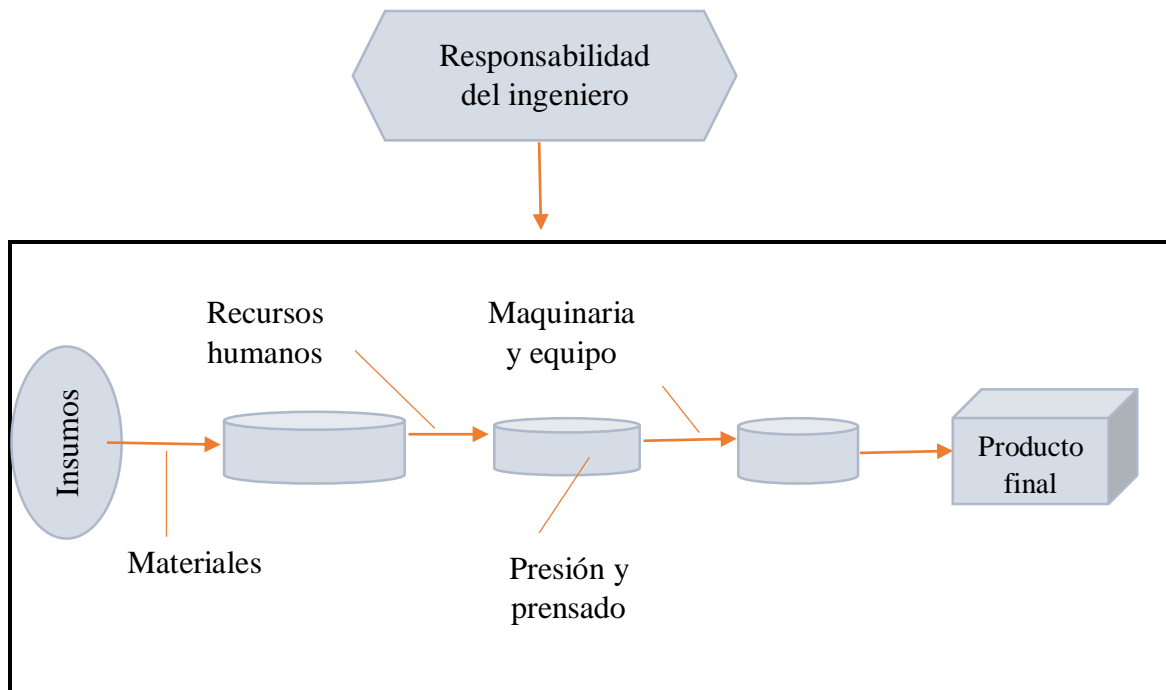 Responsabilidad
del ingeniero
Recursos
humanos
Maquinaria
y equipo
Insumos
Producto
final
Materiales
Presión y
prensado